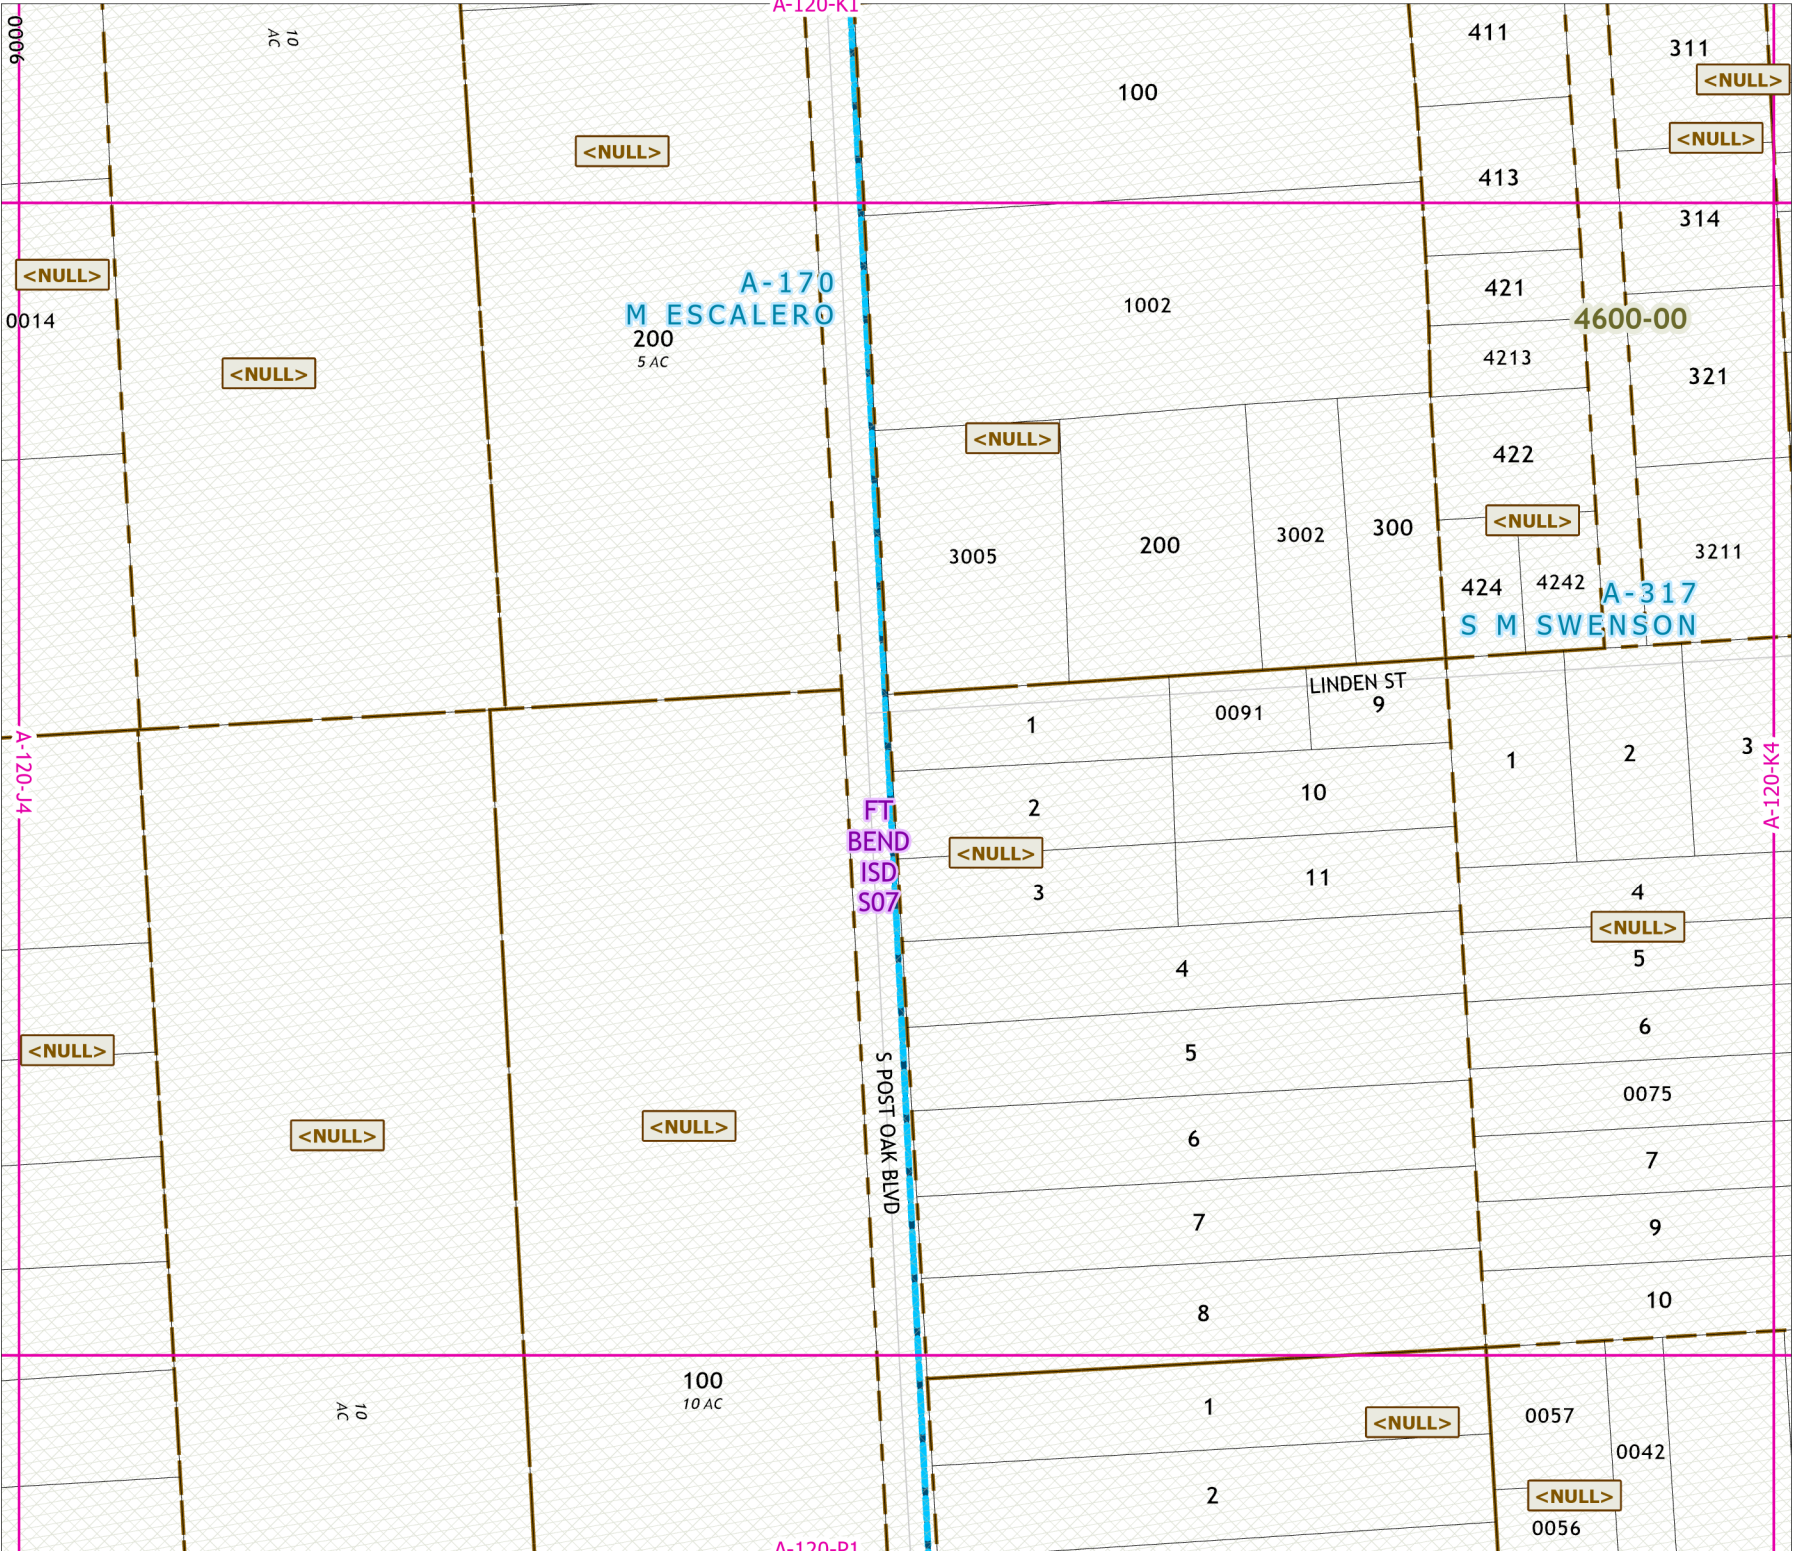 A-120-K1
0006
10
AC
411
311
<NULL>
100
<NULL>
<NULL>
413
314
<NULL>
A-170
M ESCALERO
421
1002
4600-00
0014
200
5 AC
4213
<NULL>
321
<NULL>
422
<NULL>
300
3002
200
3005
3211
424
4242
A-317
S M SWENSON
LINDEN ST
9
0091
1
1
2
3
A-120-J4
A-120-K4
10
2
FT
BEND
ISD
S07
<NULL>
11
3
4
<NULL>
5
4
6
<NULL>
5
S POST OAK BLVD
0075
<NULL>
<NULL>
6
7
7
9
10
8
100
10 AC
10
AC
1
<NULL>
0057
0042
2
<NULL>
0056
A-120-P1